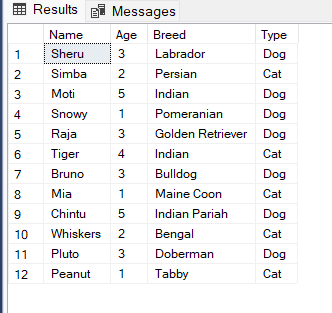 Results Messages
Name Age Breed Type
1 Sheru 3 Labrador Dog
2 Simba 2 Persian Cat
3 Moti 5 Indian Dog
4 Snowy 1 Pomeranian Dog
5 Raja 3 Golden Retriever Dog
6 Tiger 4 Indian Cat
7 Bruno 3 Bulldog Dog
8 Mia 1 Maine Coon Cat
9 Chintu 5 Indian Pariah Dog
10 Whiskers 2 Bengal Cat
11 Pluto 3 Doberman Dog
12 Peanut 1 Tabby Cat